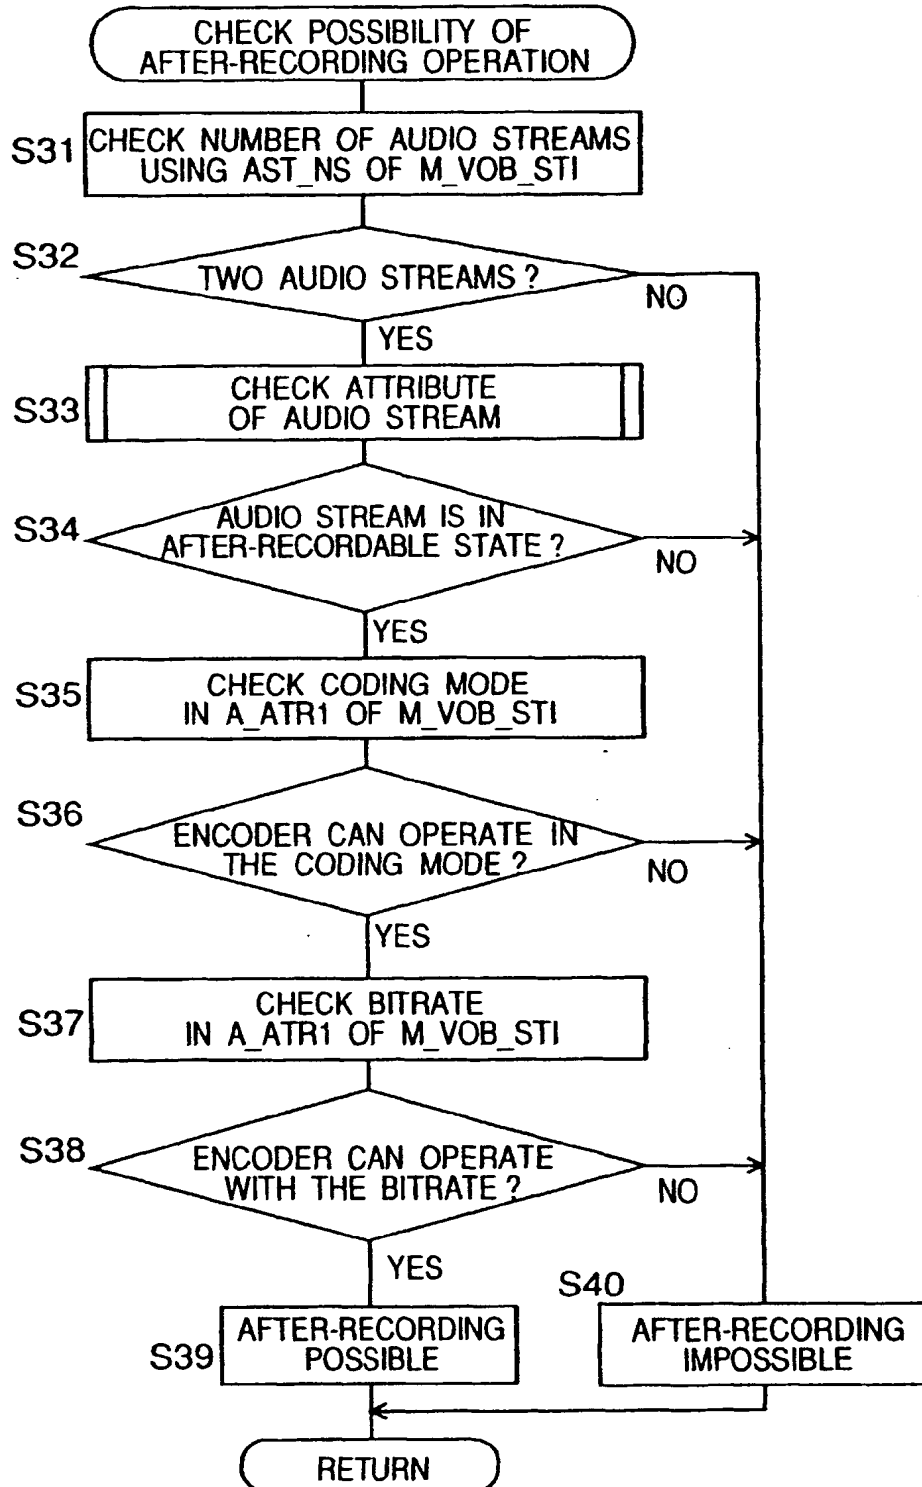 CHECK POSSIBILITY OF
AFTER-RECORDING OPERATION
S31
CHECK NUMBER OF AUDIO STREAMS
USING AST_NS OF M_VOB_STI
S32
TWO AUDIO STREAMS ?
NO
YES
S33
CHECK ATTRIBUTE
OF AUDIO STREAM
S34
AUDIO STREAM IS IN
AFTER-RECORDABLE STATE ?
NO
YES
S35
CHECK CODING MODE
IN A_ATR1 OF M_VOB_STI
S36
ENCODER CAN OPERATE IN
THE CODING MODE ?
NO
YES
S37
CHECK BITRATE
IN A_ATR1 OF M_VOB_STI
S38
ENCODER CAN OPERATE
WITH THE BITRATE ?
NO
YES
S39
AFTER-RECORDING
POSSIBLE
S40
AFTER-RECORDING
IMPOSSIBLE
RETURN